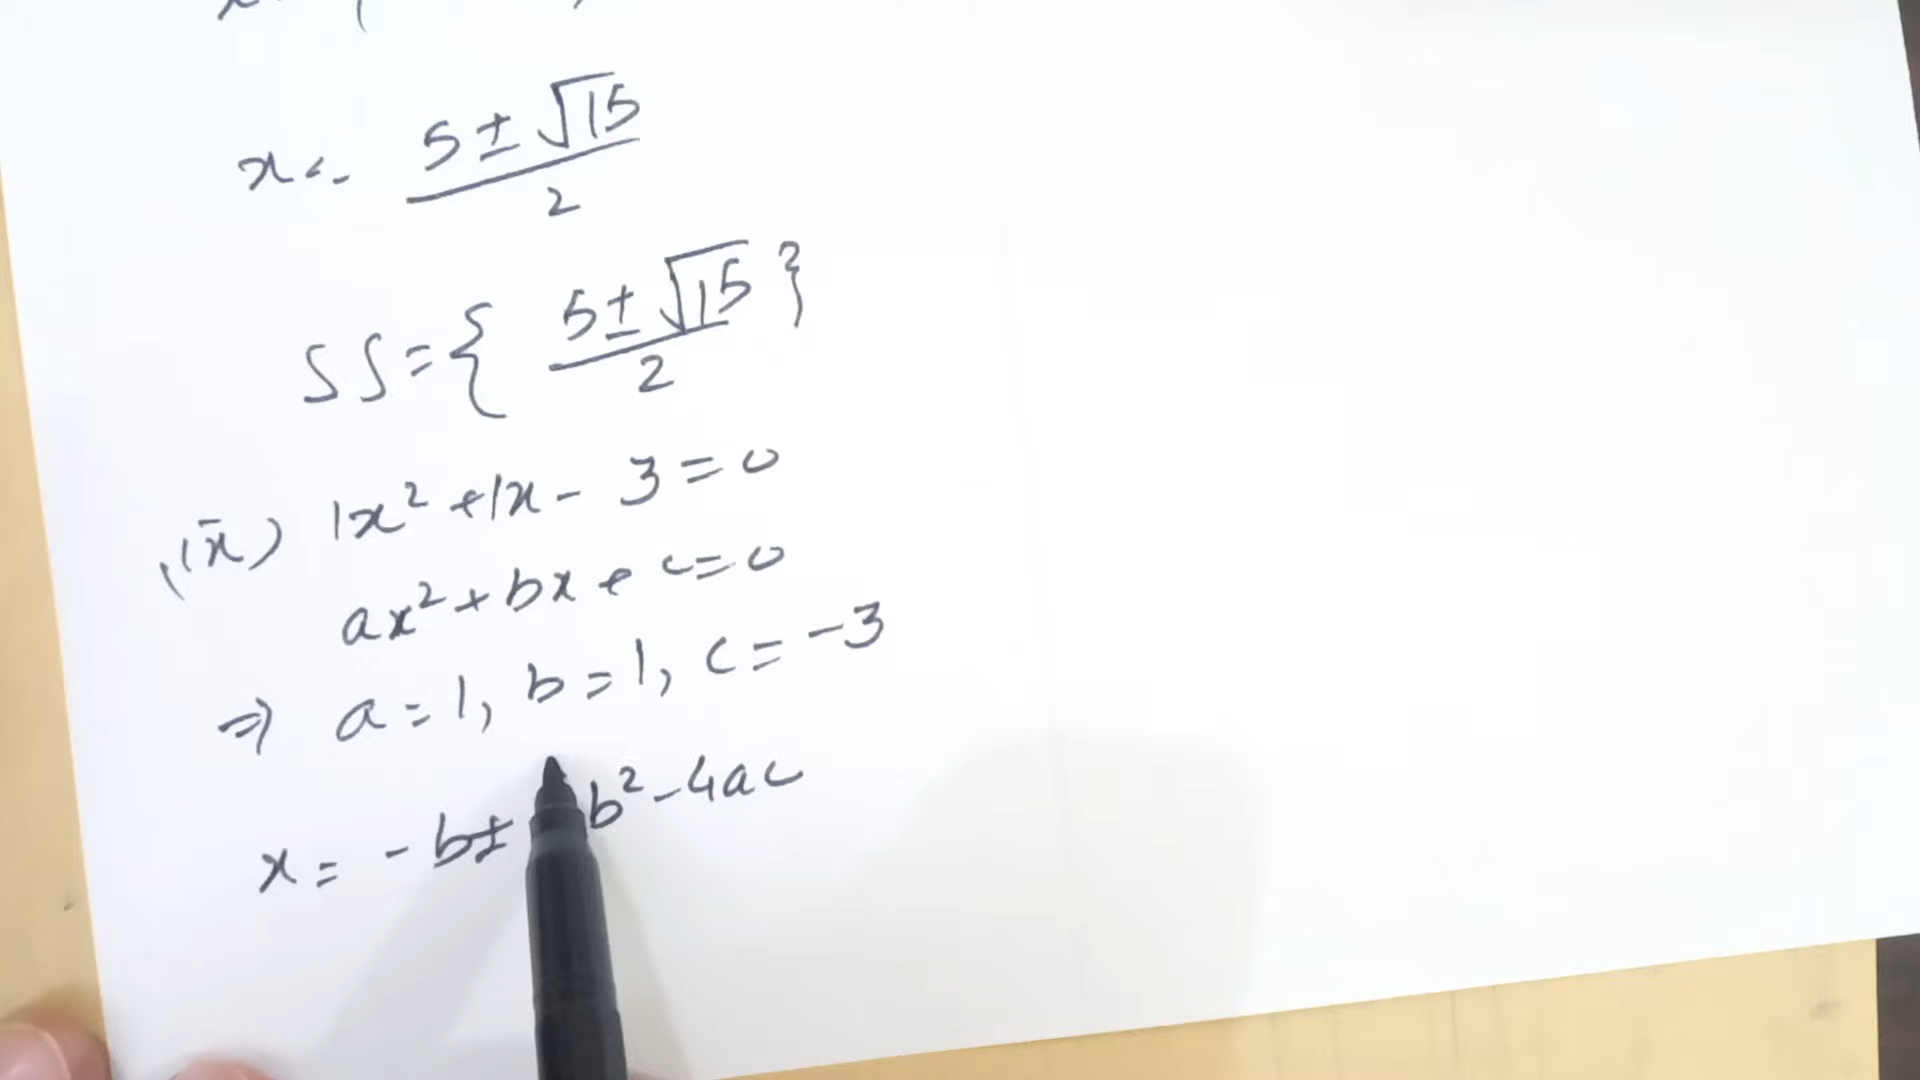 x = 5±√15 / 2
SS = { 5±√15 / 2 }
(ix) 1x² + 1x - 3 = 0
ax² + bx + c = 0
⇒ a = 1, b = 1, c = -3
x = -b± b² - 4ac